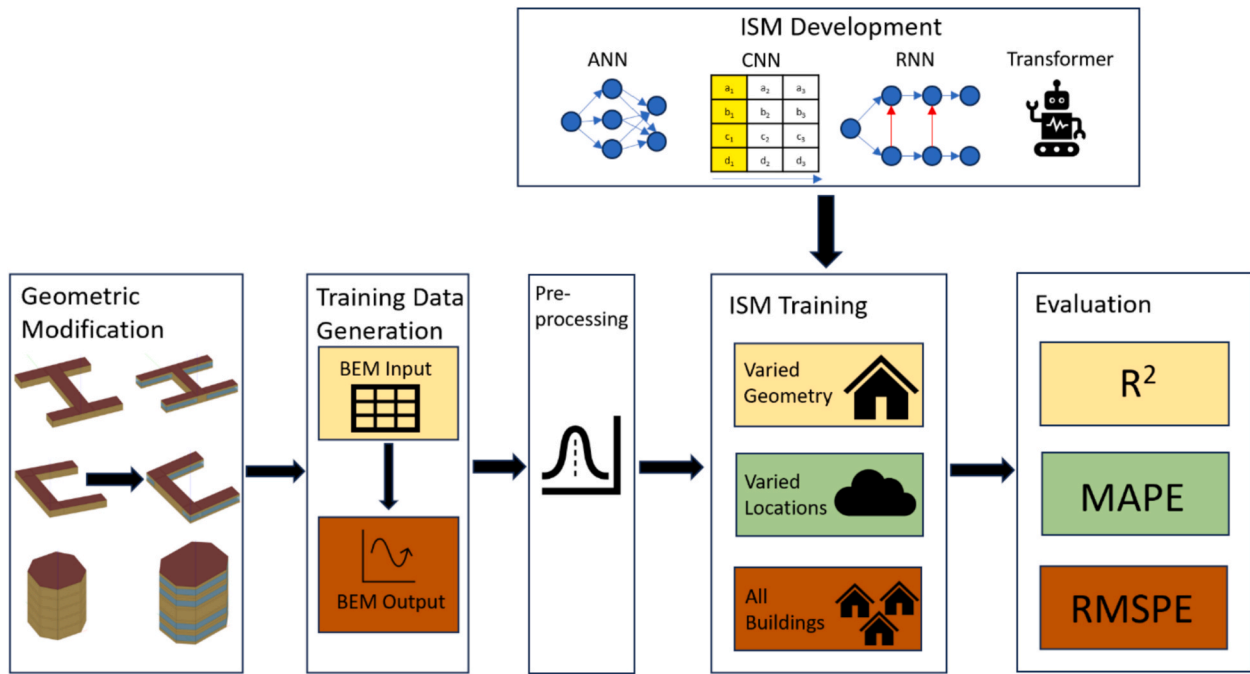 ISM Development
ANN
CNN
RNN
Transformer
a₁ a₂ a₃
b₁ b₂ b₃
c₁ c₂ c₃
d₁ d₂ d₃
Geometric
Modification
Training Data
Generation
BEM Input
BEM Output
Pre-
processing
ISM Training
Varied
Geometry
Varied
Locations
All
Buildings
Evaluation
R²
MAPE
RMSPE